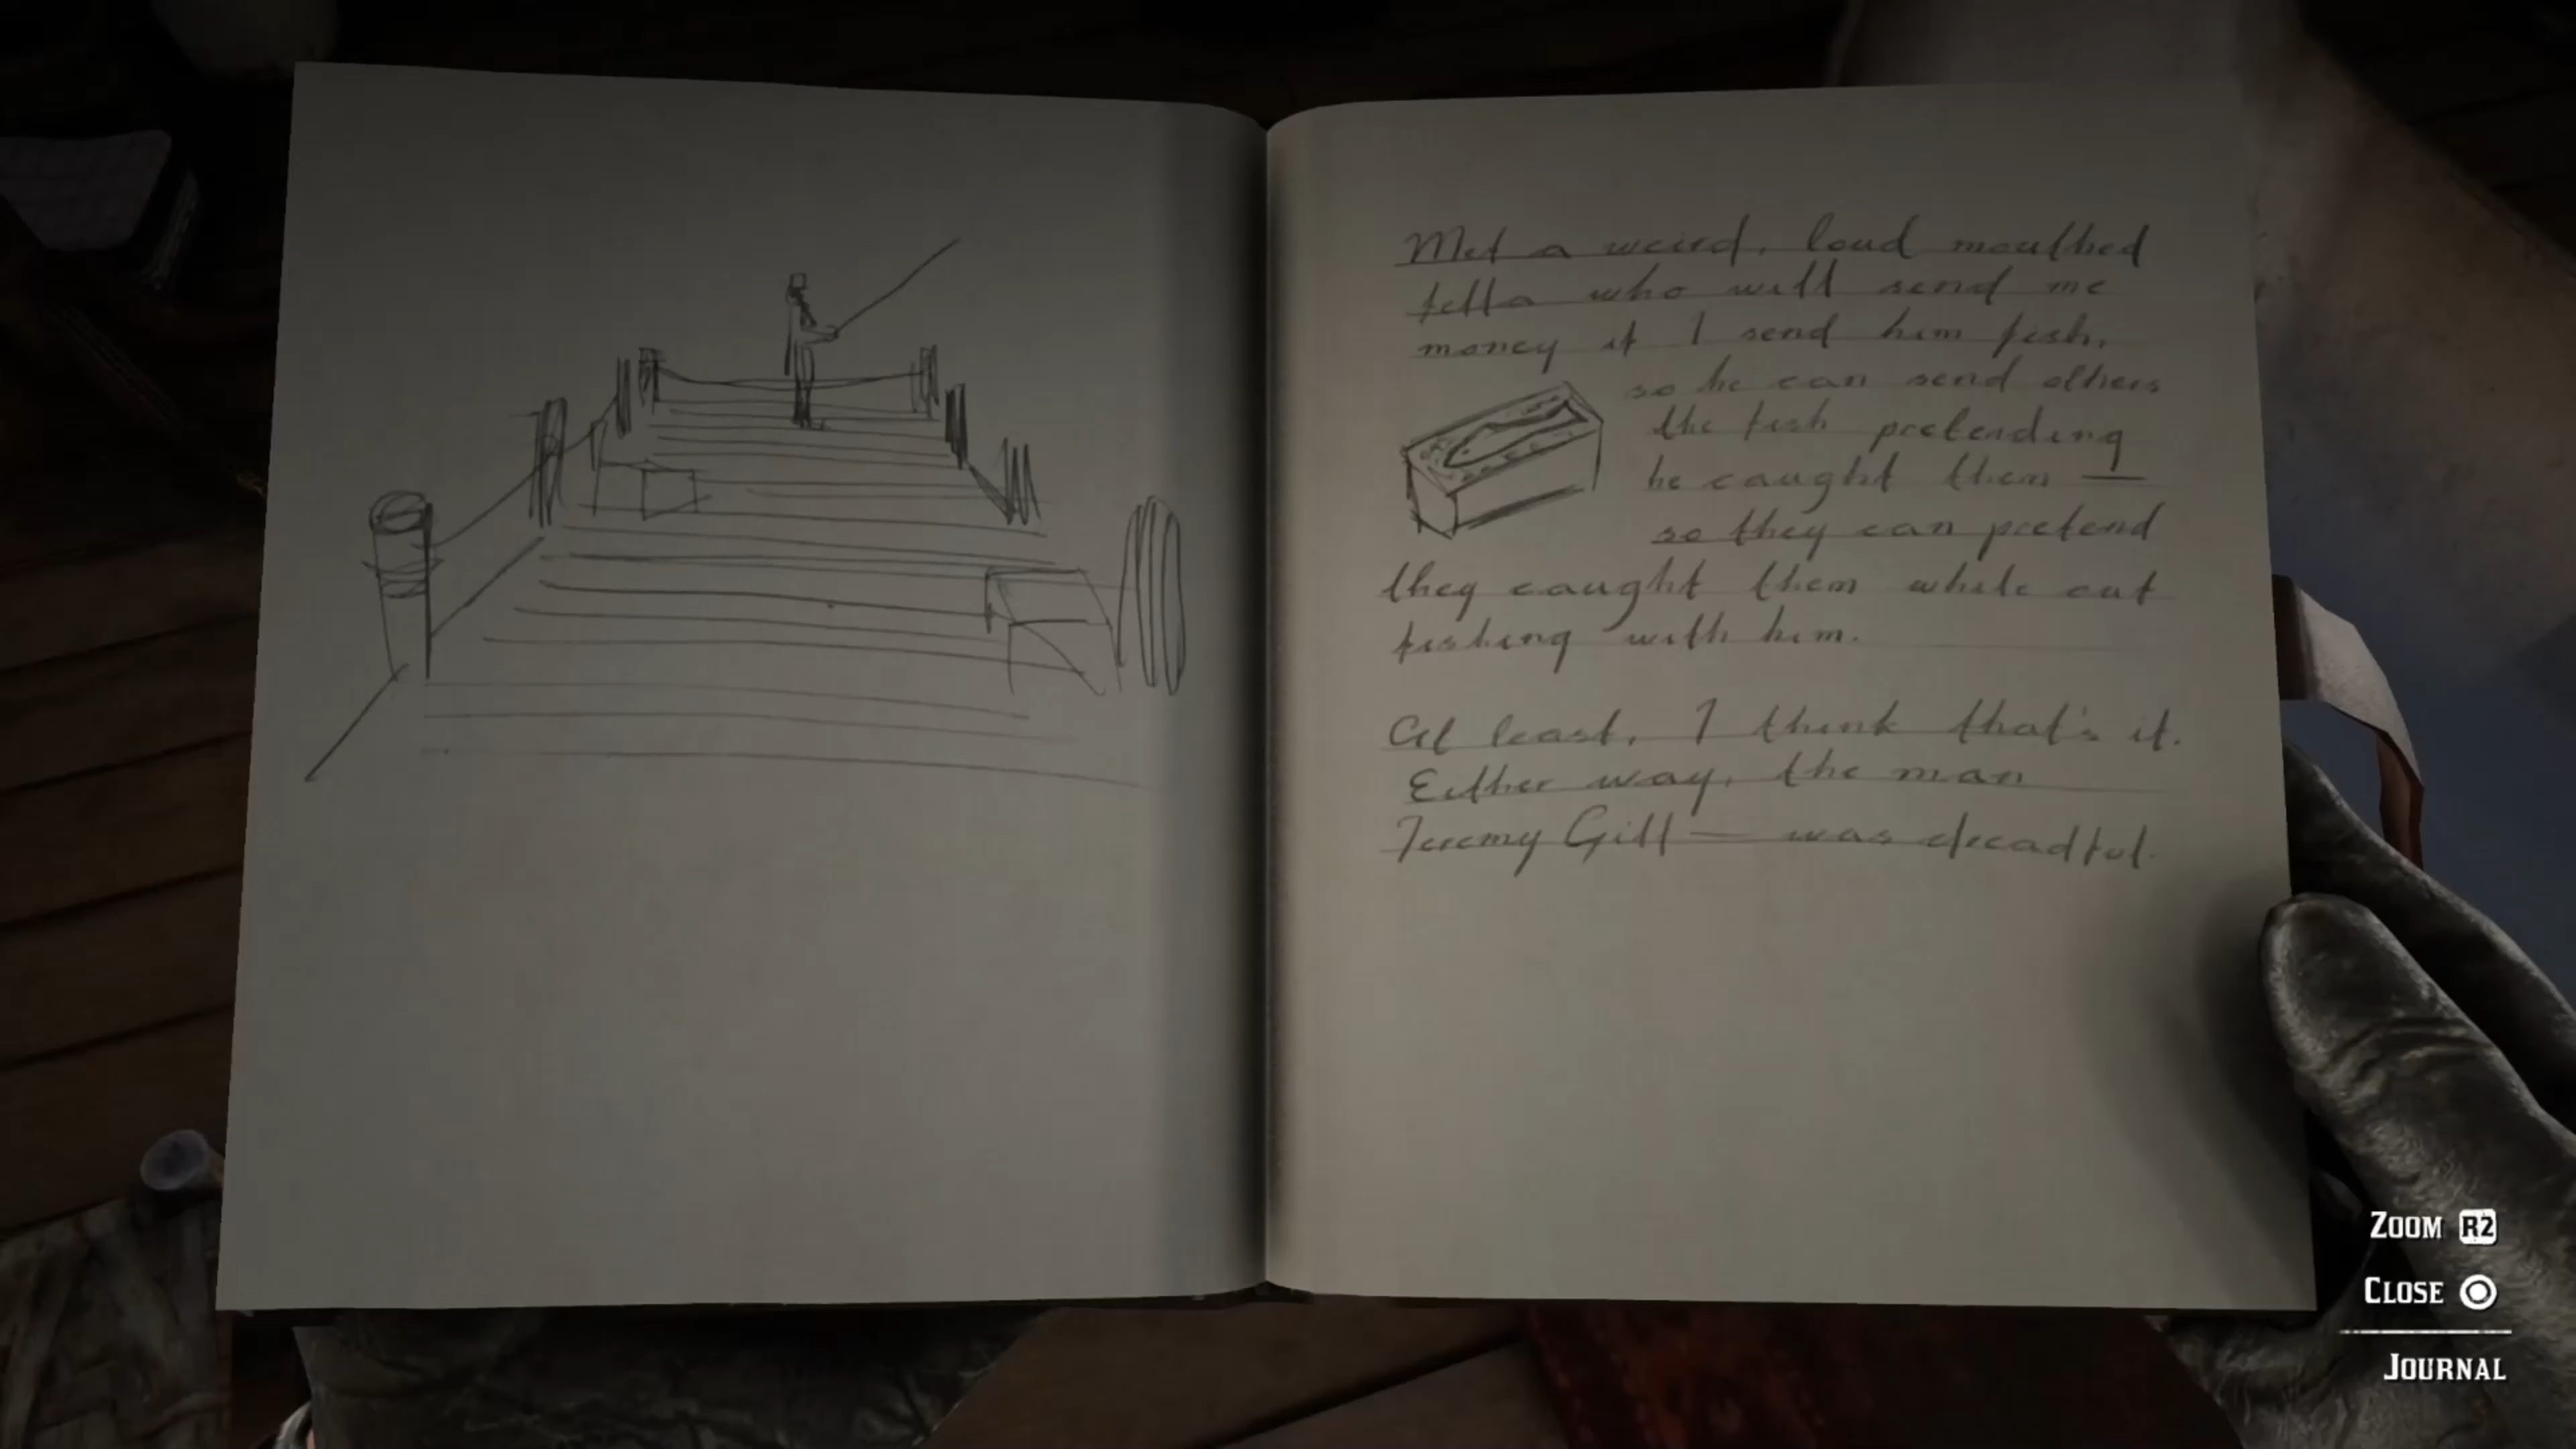 Met a weird, loud mouthed
fella who will send me
money if I send him fish,
so he can send others
the fish pretending
he caught them —
so they can pretend
they caught them while out
fishing with him.
At least, I think that's it.
Either way, the man
Jeremy Gill — was dreadful.
ZOOM R2
CLOSE
JOURNAL